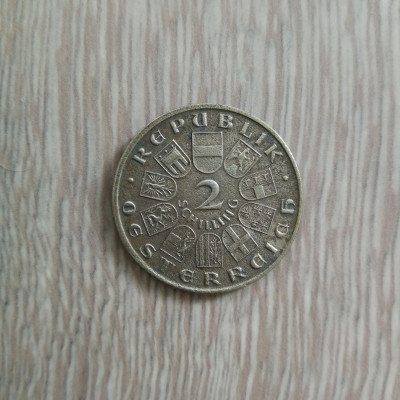 REPUBLIK
OESTERREICH
2
SCHILLING